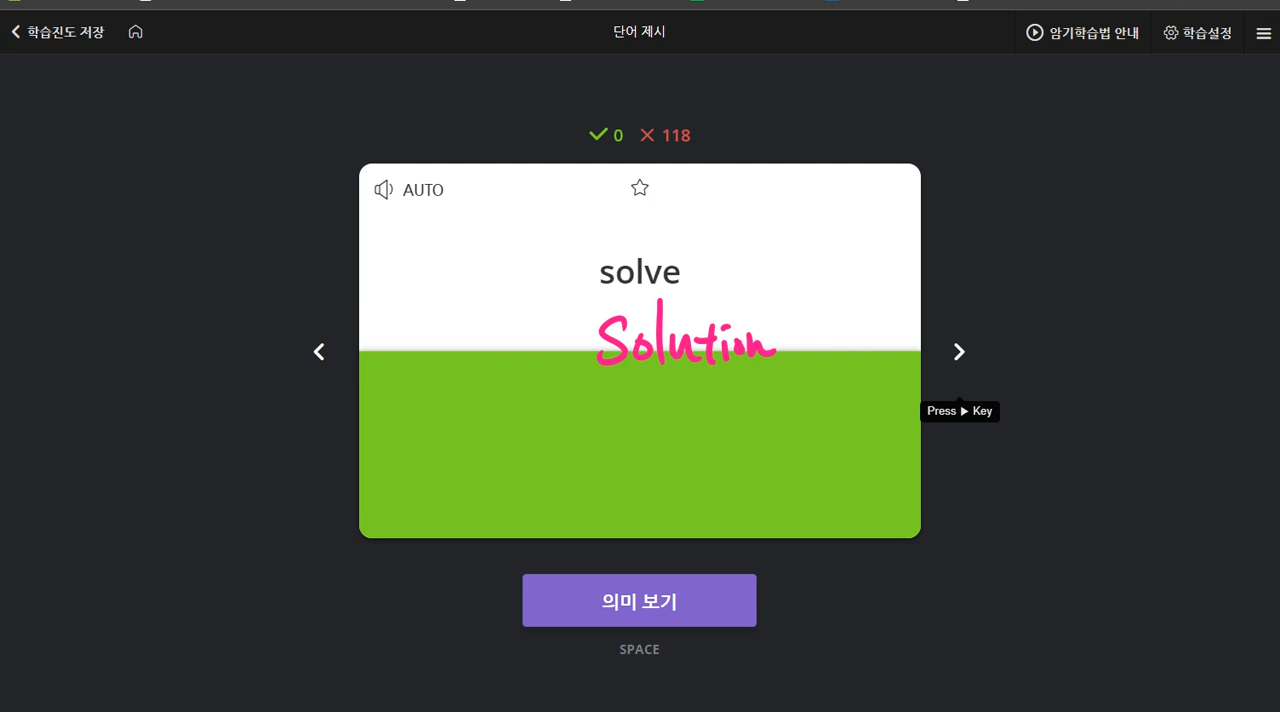 학습진도 저장
단어 제시
암기학습법 안내
학습설정
0 118
AUTO
solve
Solution
Press ▶ Key
의미 보기
SPACE